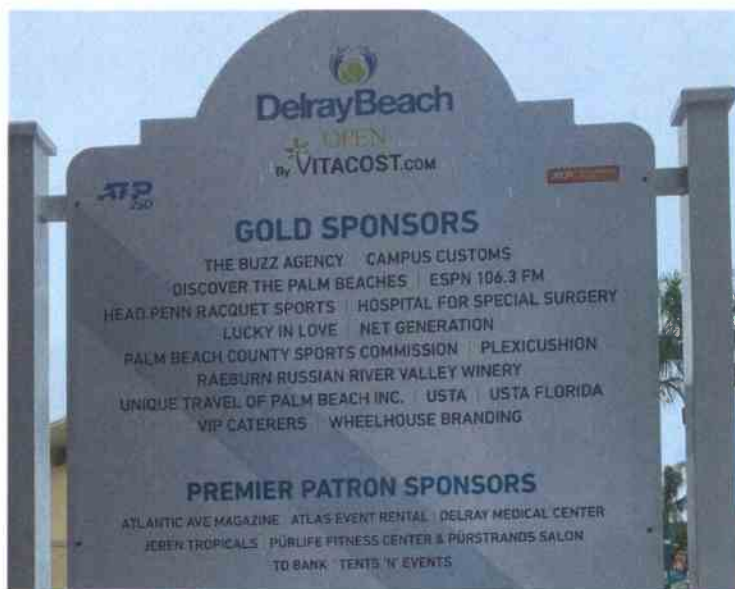 DelrayBeach
OPEN
By VITACOST.COM
ATP
250
GOLD SPONSORS
THE BUZZ AGENCY | CAMPUS CUSTOMS
DISCOVER THE PALM BEACHES | ESPN 106.3 FM
HEAD PENN RACQUET SPORTS | HOSPITAL FOR SPECIAL SURGERY
LUCKY IN LOVE | NET GENERATION
PALM BEACH COUNTY SPORTS COMMISSION | PLEXICUSHION
RAEBURN RUSSIAN RIVER VALLEY WINERY
UNIQUE TRAVEL OF PALM BEACH INC. | USTA | USTA FLORIDA
VIP CATERERS | WHEELHOUSE BRANDING
PREMIER PATRON SPONSORS
ATLANTIC AVE MAGAZINE | ATLAS EVENT RENTAL | DELRAY MEDICAL CENTER
JEREN TROPICALS | PÜRLIFE FITNESS CENTER & PÜRSTRANDS SALON
TD BANK | TENTS 'N' EVENTS